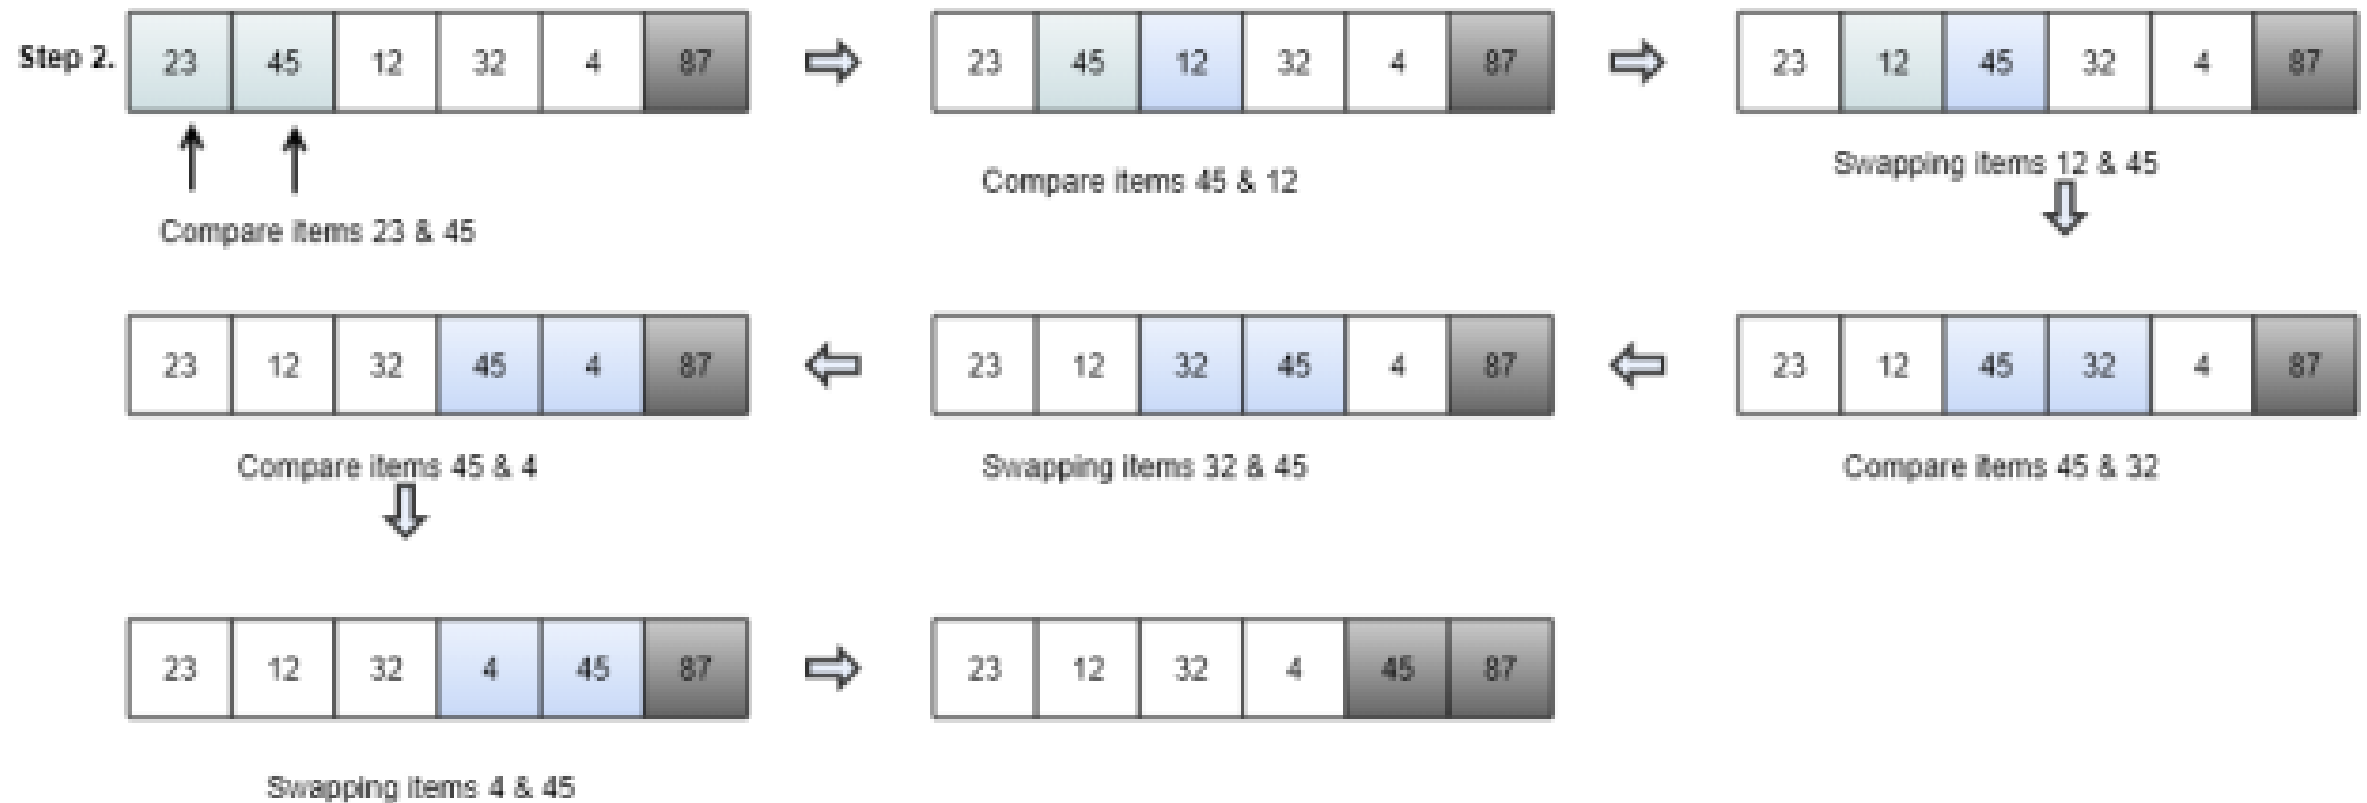 Step 2. 23 45 12 32 4 87
23 45 12 32 4 87
23 12 45 32 4 87
Compare items 23 & 45
Compare items 45 & 12
Swapping items 12 & 45
23 12 45 32 4 87
Compare items 45 & 32
23 12 32 45 4 87
Swapping items 32 & 45
23 12 32 45 4 87
Compare items 45 & 4
23 12 32 4 45 87
Swapping items 4 & 45
23 12 32 4 45 87